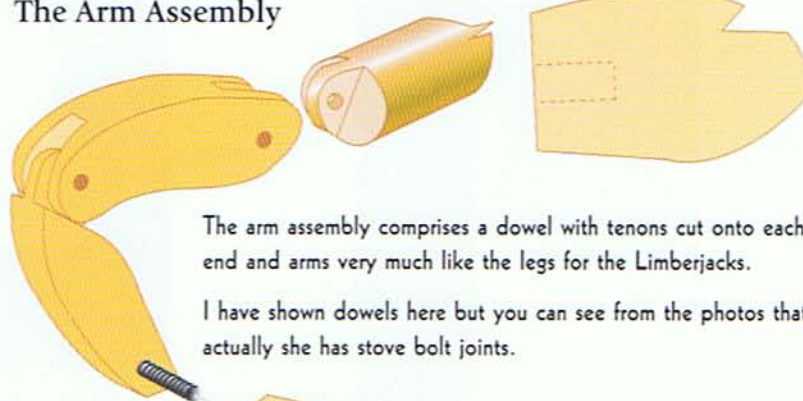 The Arm Assembly
The arm assembly comprises a dowel with tenons cut onto each
end and arms very much like the legs for the Limberjacks.
I have shown dowels here but you can see from the photos that
actually she has stove bolt joints.